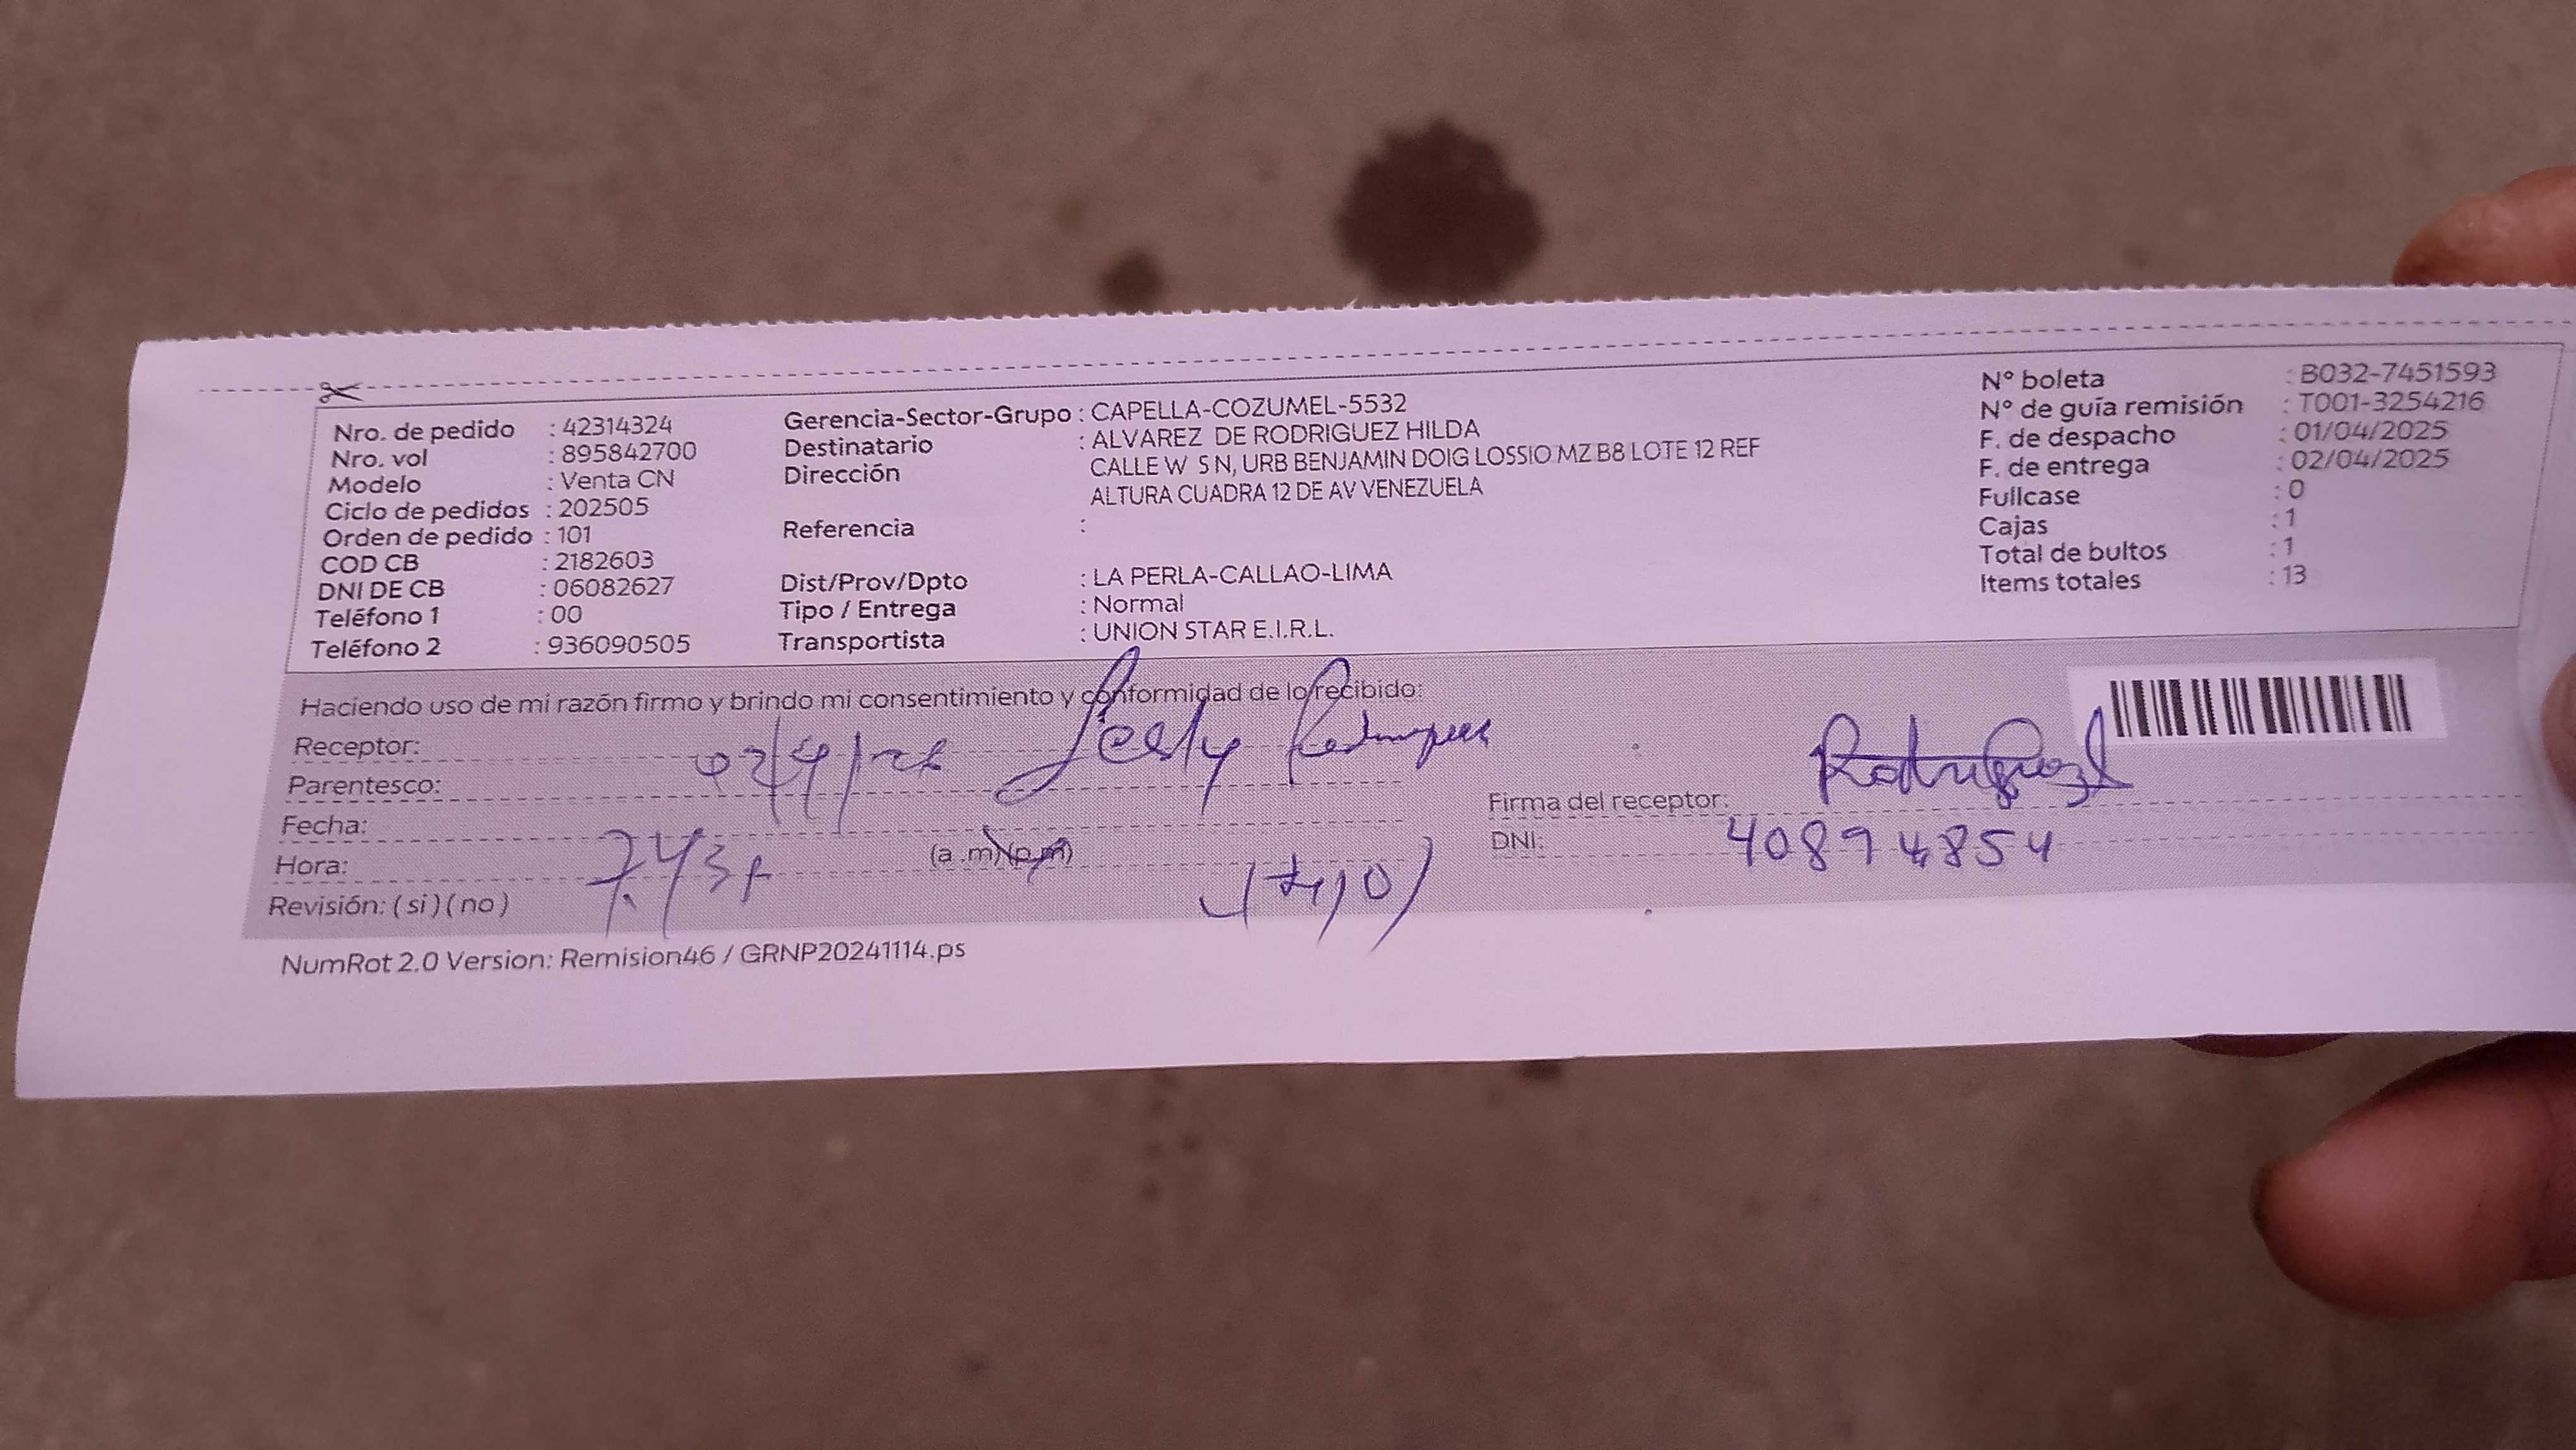 Nro. de pedido : 42314324
Nro. vol : 895842700
Modelo : Venta CN
Ciclo de pedidos : 202505
Orden de pedido : 101
COD CB : 2182603
DNI DE CB : 06082627
Teléfono 1 : 00
Teléfono 2 : 936090505
Gerencia-Sector-Grupo : CAPELLA-COZUMEL-5532
Destinatario : ALVAREZ DE RODRIGUEZ HILDA
Dirección CALLE W S N, URB BENJAMIN DOIG LOSSIO MZ B8 LOTE 12 REF
ALTURA CUADRA 12 DE AV VENEZUELA
Referencia :
Dist/Prov/Dpto : LA PERLA-CALLAO-LIMA
Tipo / Entrega : Normal
Transportista : UNION STAR E.I.R.L.
N° boleta : B032-7451593
N° de guía remisión : T001-3254216
F. de despacho : 01/04/2025
F. de entrega : 02/04/2025
Fullcase : 0
Cajas : 1
Total de bultos : 1
Items totales : 13
Haciendo uso de mi razón firmo y brindo mi consentimiento y conformidad de lo recibido:
Receptor: Lesly Rodriguez
Parentesco:
Fecha:
Hora: (a.m)(p.m)
Revisión: (si)(no)
Firma del receptor: Rodriguez
DNI: 40894854
NumRot 2.0 Version: Remision46 / GRNP20241114.ps